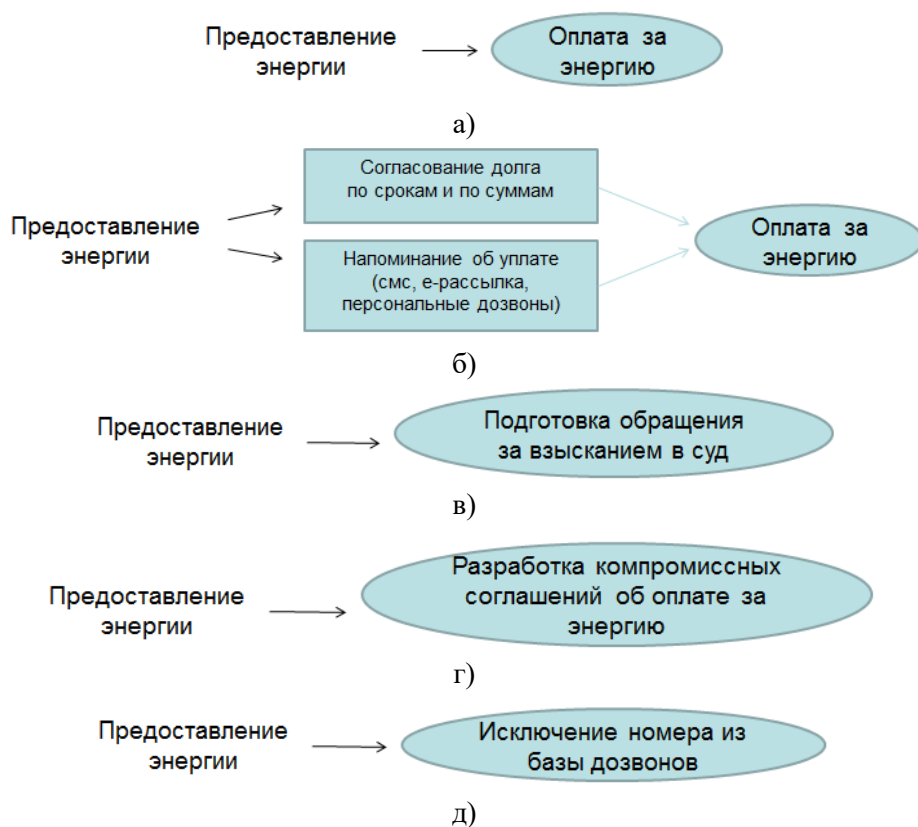 Предоставление
энергии
Оплата за
энергию
а)
Согласование долга
по срокам и по суммам
Предоставление
энергии
Напоминание об уплате
(смс, е-рассылка,
персональные дозвоны)
Оплата за
энергию
б)
Предоставление
энергии
Подготовка обращения
за взысканием в суд
в)
Предоставление
энергии
Разработка компромиссных
соглашений об оплате за
энергию
г)
Предоставление
энергии
Исключение номера из
базы дозвонов
д)